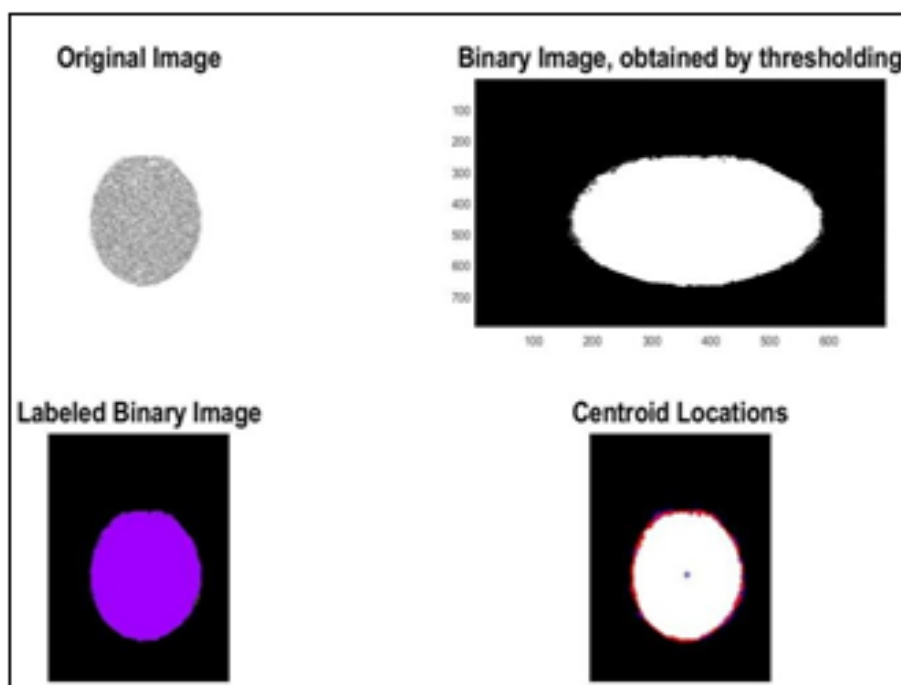 Original Image
Binary Image, obtained by thresholding
100
200
300
400
500
600
700
100 200 300 400 500 600
Labeled Binary Image
Centroid Locations